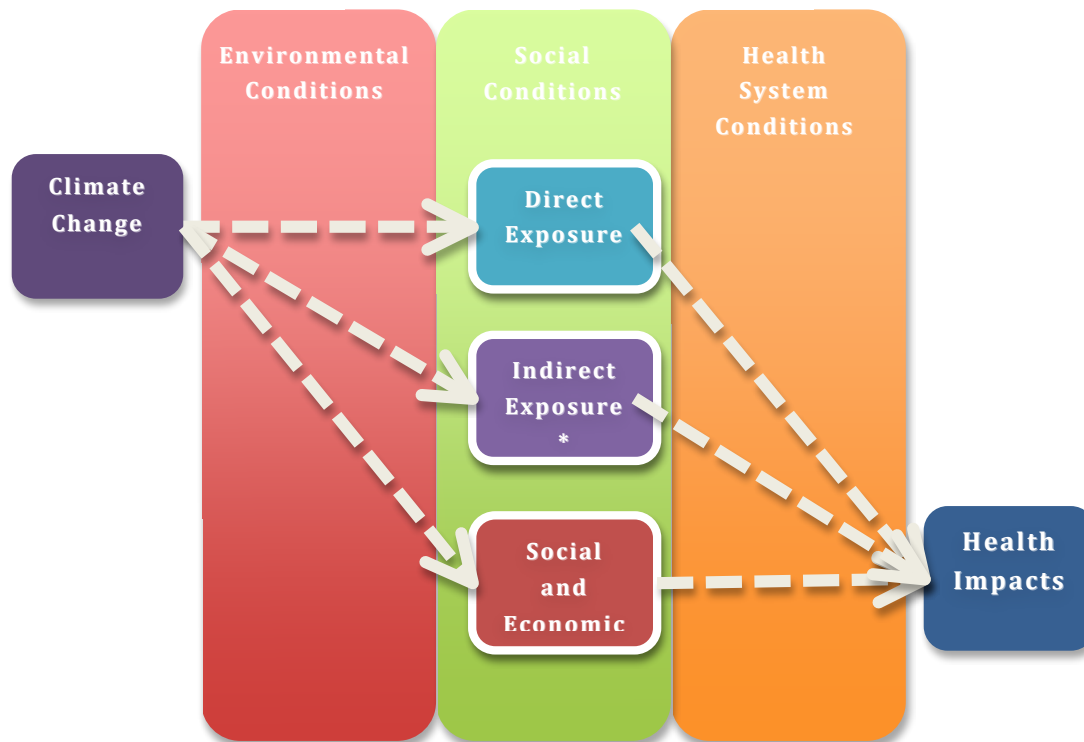 Environmental
Conditions
Social
Conditions
Health
System
Conditions
Climate
Change
Direct
Exposure
Indirect
Exposure
*
Social
and
Economic
Health
Impacts